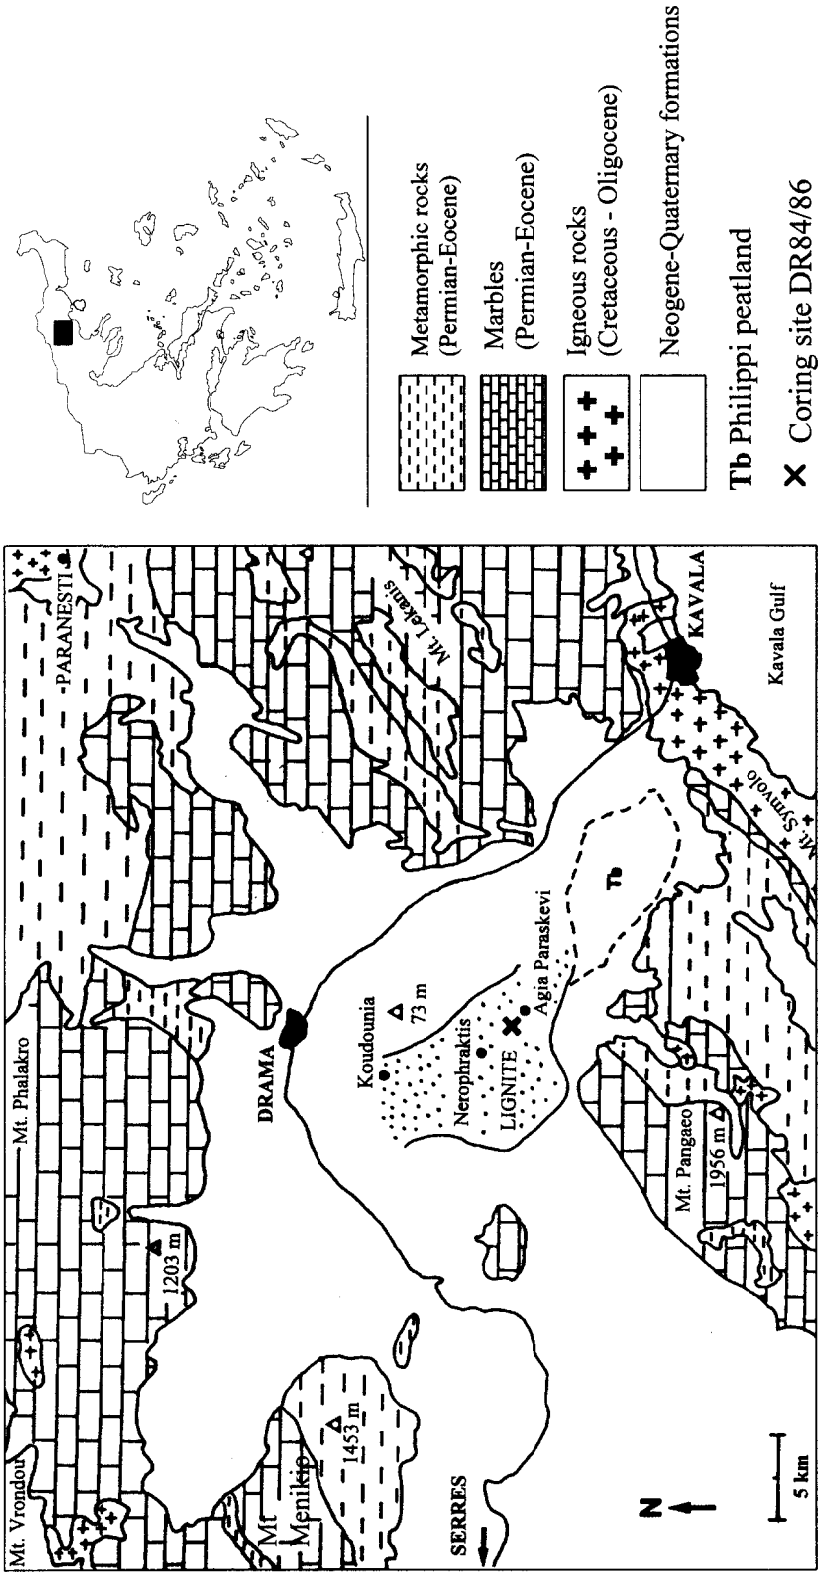 Mt. Vrondou
Mt. Phalakro
PARANESTI
1203 m
Mt
Menikio
1453 m
DRAMA
Mt. Lekanis
Koudounia
73 m
Nerophraktis
LIGNITE
Agia Paraskevi
Tb
SERRES
Mt. Pangaeo
1956 m
KAVALA
Mt. Symvolo
Kavala Gulf
N
5 km
Metamorphic rocks
(Permian-Eocene)
Marbles
(Permian-Eocene)
Igneous rocks
(Cretaceous - Oligocene)
Neogene-Quaternary formations
Tb Philippi peatland
Coring site DR84/86